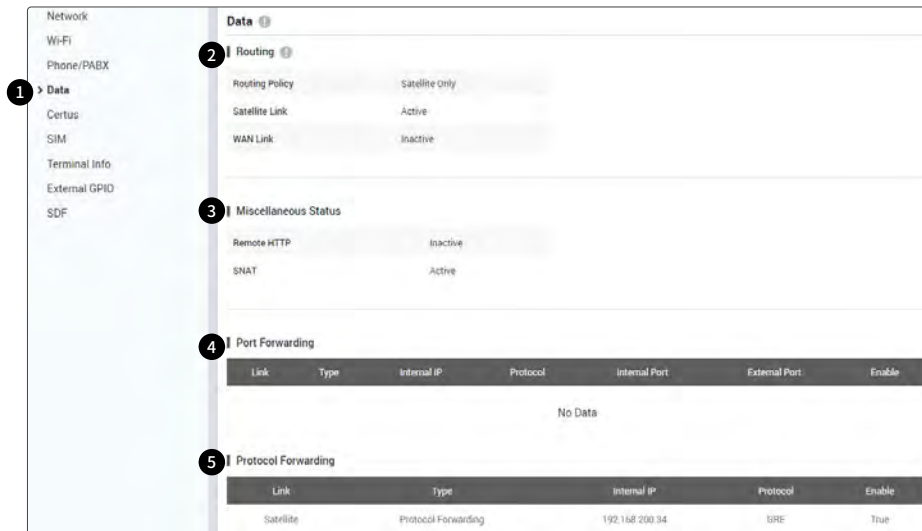 Network
Wi-Fi
Phone/PABX
1 > Data
Certus
SIM
Terminal Info
External GPIO
SDF
Data
2 Routing
Routing Policy Satellite Only
Satellite Link Active
WAN Link Inactive
3 Miscellaneous Status
Remote HTTP Inactive
SNAT Active
4 Port Forwarding
Link Type Internal IP Protocol Internal Port External Port Enable
No Data
5 Protocol Forwarding
Link Type Internal IP Protocol Enable
Satellite Protocol Forwarding 192.168.200.34 GRE True